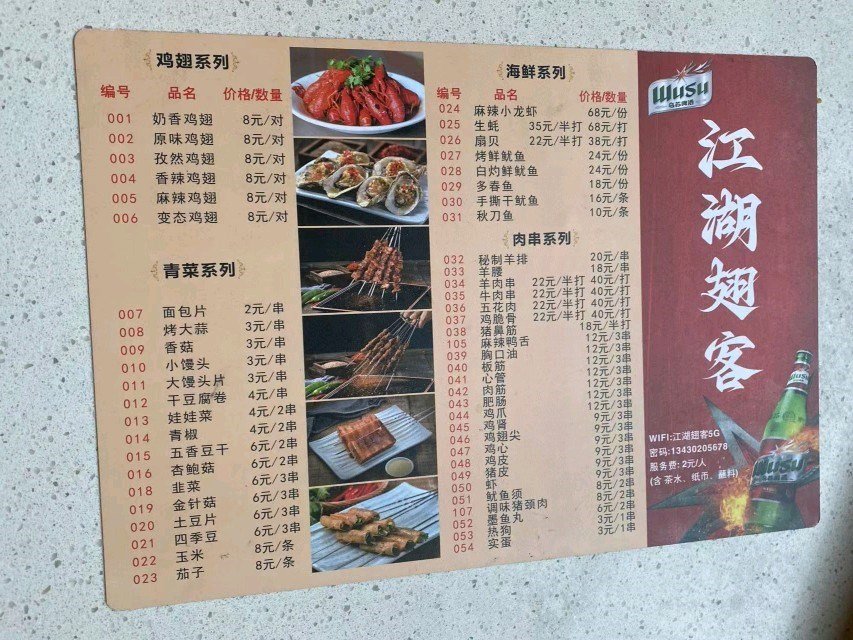 鸡翅系列
编号 品名 价格/数量
001 奶香鸡翅 8元/对
002 原味鸡翅 8元/对
003 孜然鸡翅 8元/对
004 香辣鸡翅 8元/对
005 麻辣鸡翅 8元/对
006 变态鸡翅 8元/对
青菜系列
007 面包片 2元/串
008 烤大蒜 3元/串
009 香菇 3元/串
010 小馒头 3元/串
011 大馒头片 3元/串
012 干豆腐卷 3元/串
013 娃娃菜 4元/2串
014 青椒 4元/2串
015 五香豆干 6元/2串
016 杏鲍菇 6元/2串
018 韭菜 6元/3串
019 金针菇 6元/3串
020 土豆片 6元/3串
021 四季豆 6元/3串
022 玉米 8元/条
023 茄子 8元/条
海鲜系列
编号 品名 价格/数量
024 麻辣小龙虾 68元/份
025 生蚝 35元/半打 68元/打
026 扇贝 22元/半打 38元/打
027 烤鲜鱿鱼 24元/份
028 白灼鲜鱿鱼 24元/份
029 多春鱼 18元/份
030 手撕干鱿鱼 16元/条
031 秋刀鱼 10元/条
肉串系列
032 秘制羊排 20元/串
033 羊腰 18元/串
034 羊肉串 22元/半打 40元/打
035 牛肉串 22元/半打 40元/打
036 五花肉 22元/半打 40元/打
037 鸡脆骨 22元/半打 40元/打
038 猪鼻筋 18元/半打
105 麻辣鸭舌 12元/3串
039 胸口油 12元/3串
040 板筋 12元/3串
041 心管 12元/3串
042 肉筋 12元/3串
043 肥肠 12元/3串
044 鸡爪 9元/3串
045 鸡肾 9元/3串
046 鸡翅尖 9元/3串
047 鸡心 9元/3串
048 鸡皮 9元/3串
049 猪皮 9元/3串
050 虾 9元/3串
051 鱿鱼须 8元/2串
107 调味猪颈肉 8元/2串
052 墨鱼丸 6元/2串
053 热狗 3元/1串
054 实蛋 3元/1串
WUSU
乌苏啤酒
江湖翅客
WIFI:江湖翅客5G
密码:13430205678
服务费: 2元/人
(含 茶水、纸巾、蘸料)
WUSU
WUSU